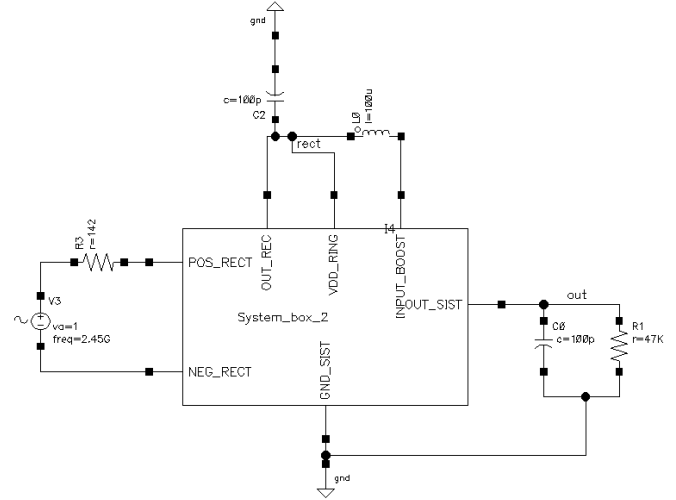 gnd
c=100p
C2
L0
l=100u
rect
R3
r=142
I4
POS_RECT
OUT_REC
VDD_RING
INPUT_BOOST
OUT_SIST
out
V3
va=1
freq=2.45G
System_box_2
C0
c=100p
R1
r=47K
NEG_RECT
GND_SIST
gnd